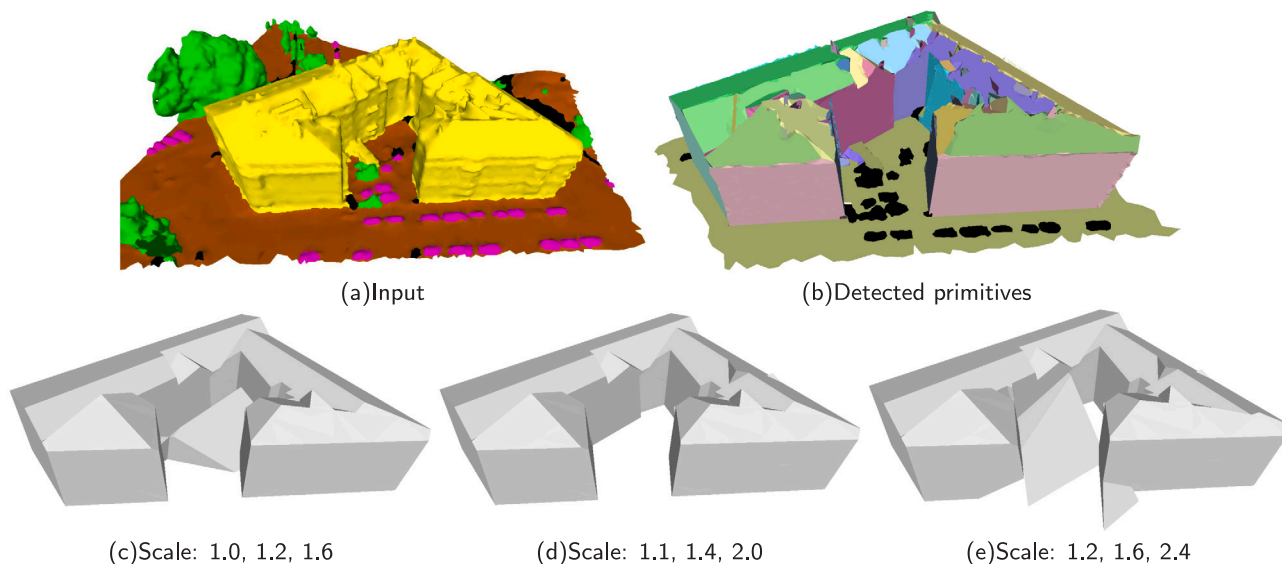 (a)Input
(b)Detected primitives
(c)Scale: 1.0, 1.2, 1.6
(d)Scale: 1.1, 1.4, 2.0
(e)Scale: 1.2, 1.6, 2.4